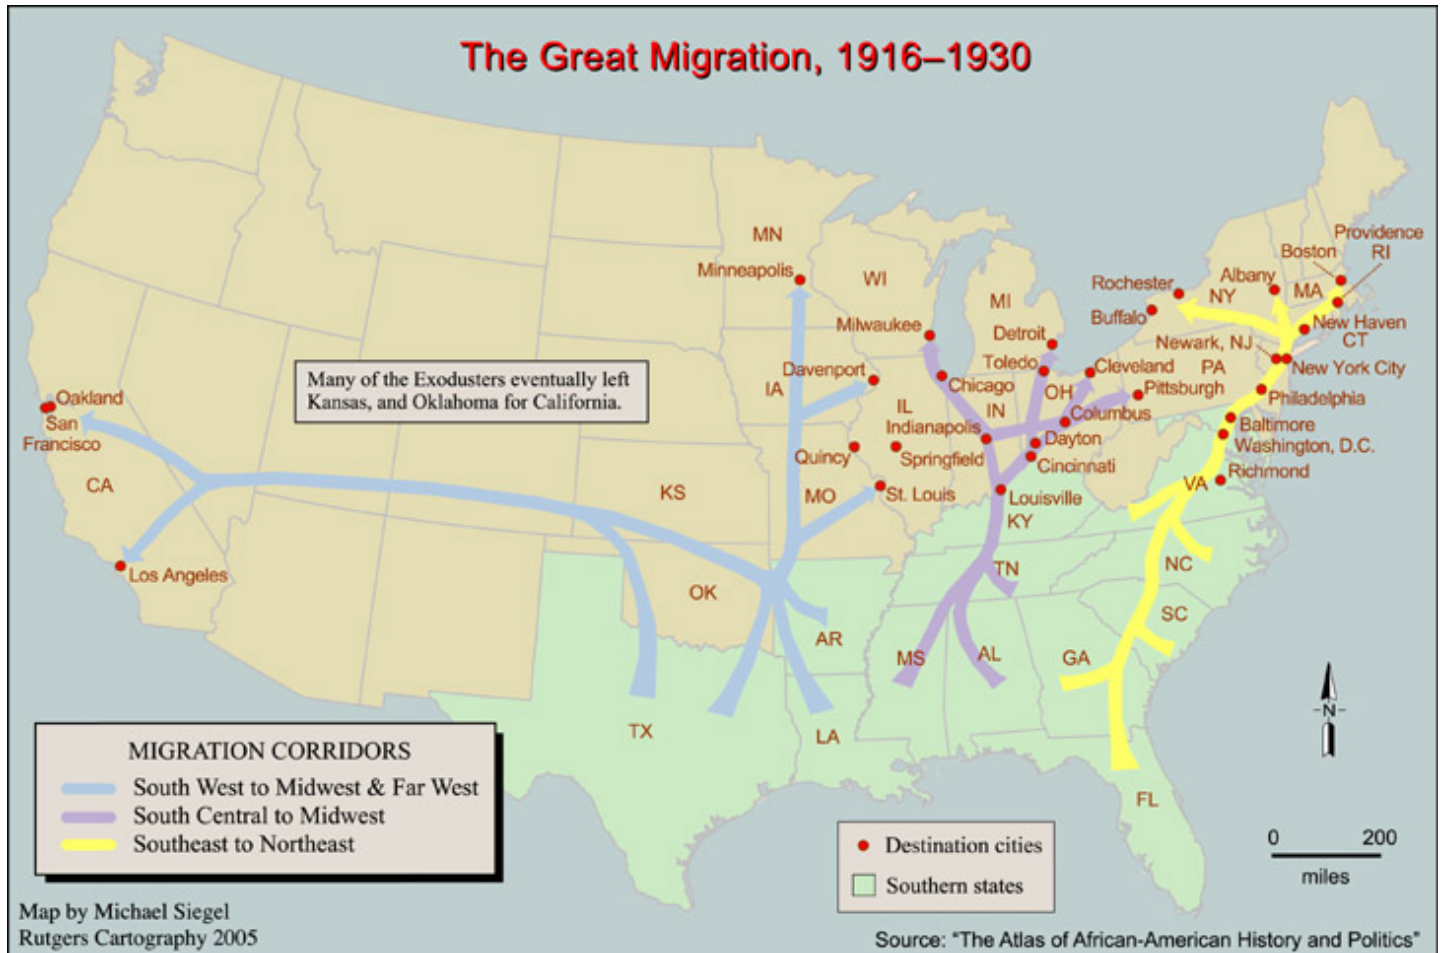 The Great Migration, 1916–1930
MN
Minneapolis
WI
Milwaukee
MI
Detroit
Toledo
Rochester
Buffalo
Albany
NY
Boston
Providence
RI
MA
New Haven
CT
Newark, NJ
New York City
PA
Cleveland
Pittsburgh
Philadelphia
OH
Columbus
Baltimore
Washington, D.C.
Richmond
VA
Davenport
IA
Chicago
IL
IN
Indianapolis
Dayton
Cincinnati
Quincy
Springfield
St. Louis
MO
Louisville
KY
Many of the Exodusters eventually left
Kansas, and Oklahoma for California.
Oakland
San
Francisco
CA
Los Angeles
KS
OK
TN
NC
SC
AR
MS
AL
GA
TX
LA
FL
N
MIGRATION CORRIDORS
South West to Midwest & Far West
South Central to Midwest
Southeast to Northeast
Destination cities
Southern states
0 200
miles
Map by Michael Siegel
Rutgers Cartography 2005
Source: “The Atlas of African-American History and Politics”